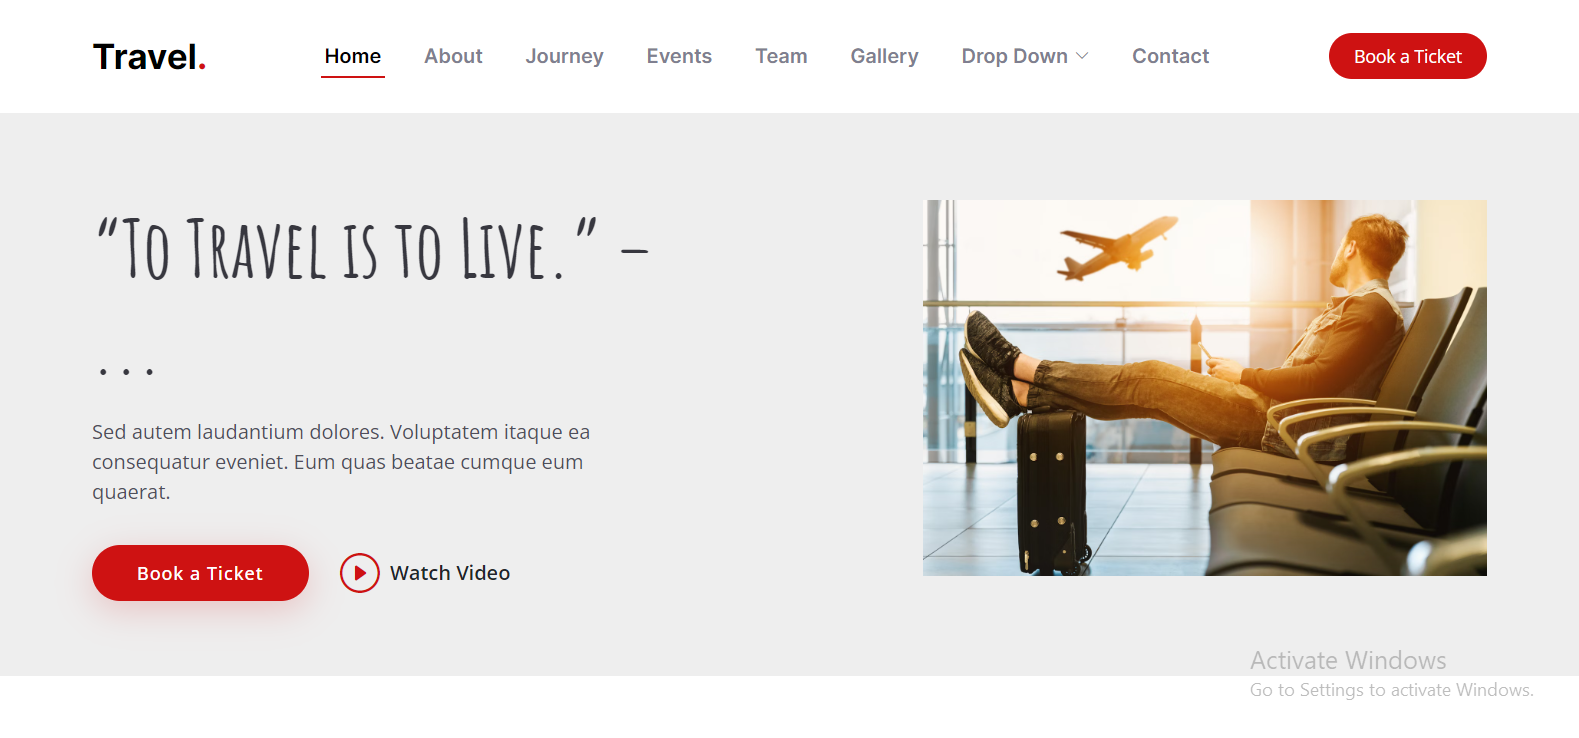 Travel.
Home About Journey Events Team Gallery Drop Down Contact
Book a Ticket
“To Travel is to Live.” –
...
Sed autem laudantium dolores. Voluptatem itaque ea
consequatur eveniet. Eum quas beatae cumque eum
quaerat.
Book a Ticket
Watch Video
Activate Windows
Go to Settings to activate Windows.